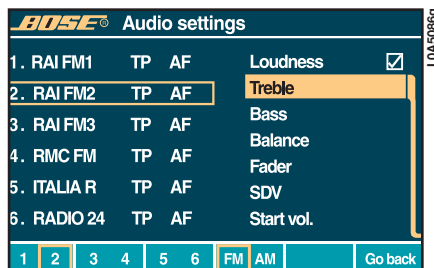 BOSE® Audio settings
1. RAI FM1 TP AF
2. RAI FM2 TP AF
3. RAI FM3 TP AF
4. RMC FM TP AF
5. ITALIA R TP AF
6. RADIO 24 TP AF
Loudness
Treble
Bass
Balance
Fader
SDV
Start vol.
1 2 3 4 5 6 FM AM Go back
L0A5086g